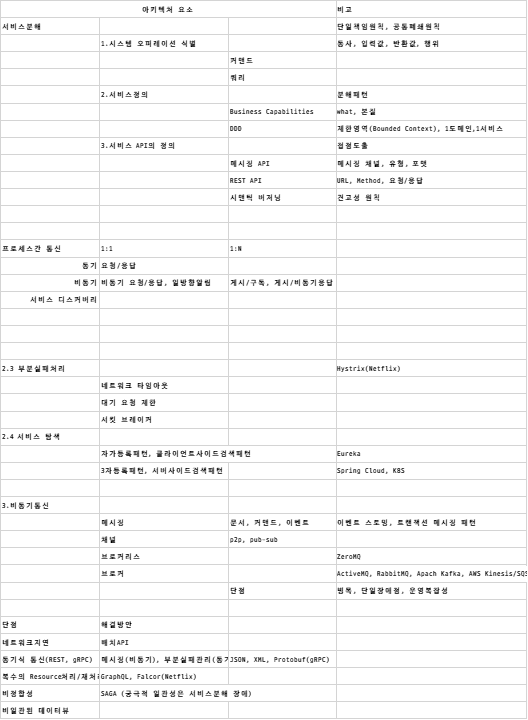 아키텍처 요소 비고
서비스분해 단일책임원칙, 공통폐쇄원칙
1.시스템 오퍼레이션 식별 동사, 입력값, 반환값, 행위
커맨드
쿼리
2.서비스정의 분해패턴
Business Capabilities what, 본질
DDD 제한영역(Bounded Context), 1도메인,1서비스
3.서비스 API의 정의 접점도출
메시징 API 메시징 채널, 유형, 포맷
REST API URL, Method, 요청/응답
시맨틱 버저닝 견고성 원칙
프로세스간 통신 1:1 1:N
동기 요청/응답
비동기 비동기 요청/응답, 일방향알림 게시/구독, 게시/비동기응답
서비스 디스커버리
2.3 부분실패처리 Hystrix(Netflix)
네트워크 타임아웃
대기 요청 제한
서킷 브레이커
2.4 서비스 탐색
자가등록패턴, 클라이언트사이드검색패턴 Eureka
3자등록패턴, 서버사이드검색패턴 Spring Cloud, K8S
3.비동기통신
메시징 문서, 커맨드, 이벤트 이벤트 스토밍, 트랜잭션 메시징 패턴
채널 p2p, pub-sub
브로커리스 ZeroMQ
브로커 ActiveMQ, RabbitMQ, Apach Kafka, AWS Kinesis/SQS
단점 병목, 단일장애점, 운영복잡성
단점 해결방안
네트워크지연 배치API
동기식 통신(REST, gRPC) 메시징(비동기), 부분실패관리(동기 JSON, XML, Protobuf(gRPC)
복수의 Resource처리/제처리 GraphQL, Falcor(Netflix)
비정합성 SAGA (궁극적 일관성은 서비스분해 장애)
비일관된 데이터뷰